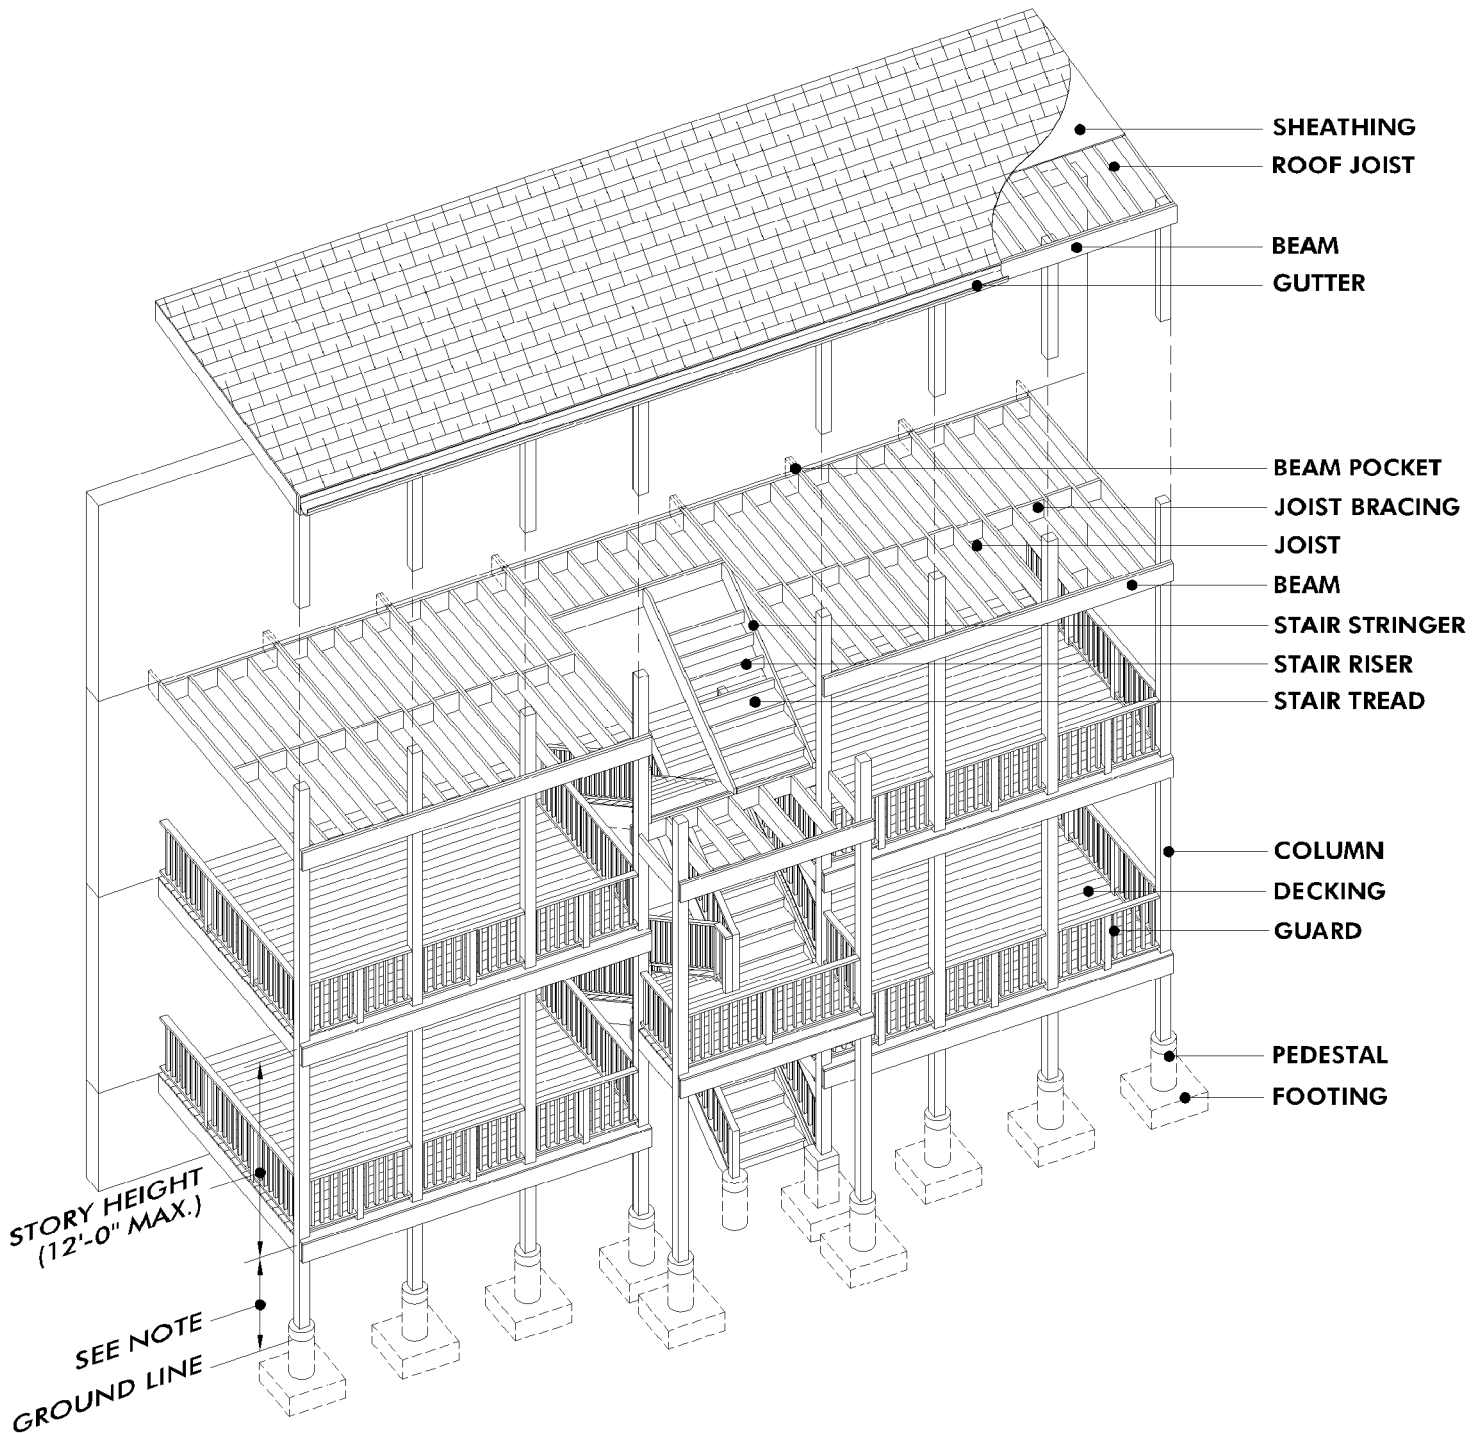 SHEATHING
ROOF JOIST
BEAM
GUTTER
BEAM POCKET
JOIST BRACING
JOIST
BEAM
STAIR STRINGER
STAIR RISER
STAIR TREAD
COLUMN
DECKING
GUARD
PEDESTAL
FOOTING
STORY HEIGHT
(12'-0" MAX.)
SEE NOTE
GROUND LINE